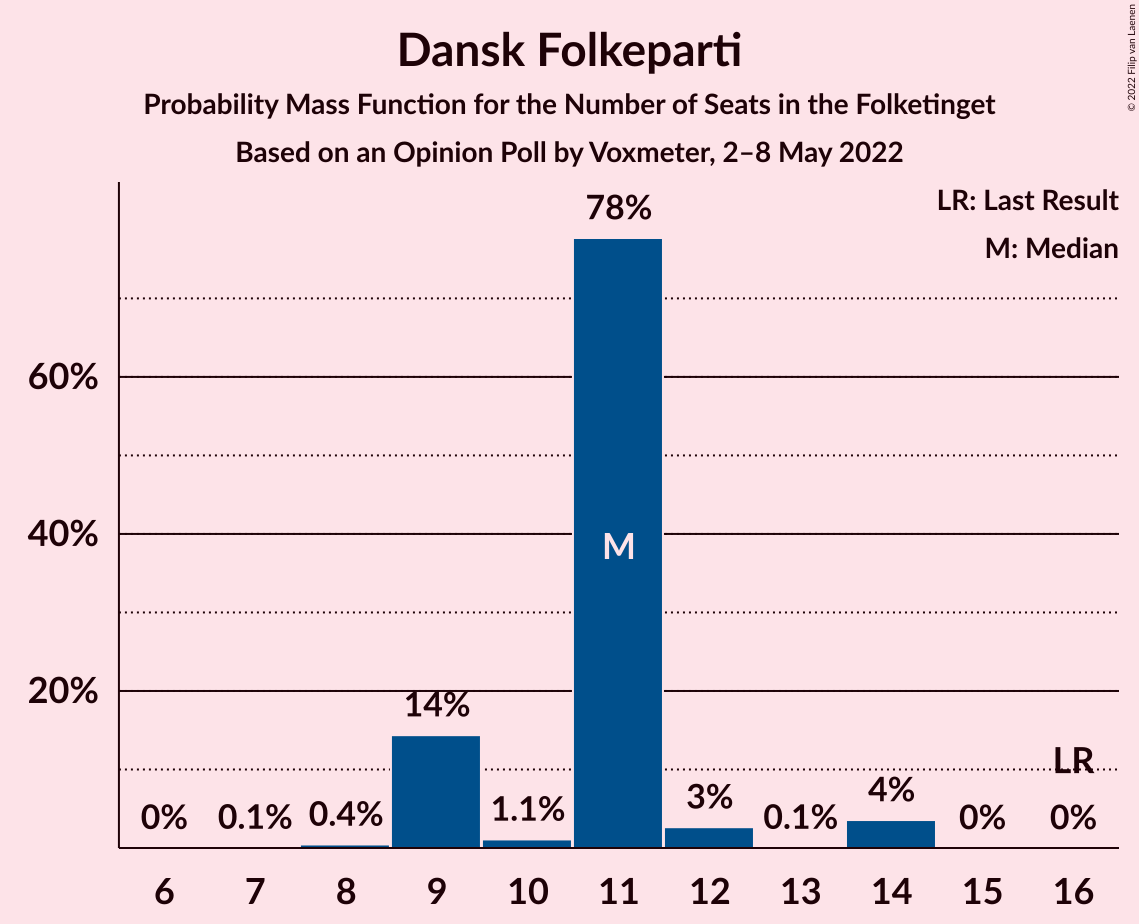 Dansk Folkeparti
Probability Mass Function for the Number of Seats in the Folketinget
Based on an Opinion Poll by Voxmeter, 2–8 May 2022
© 2022 Filip van Laenen
LR: Last Result
M: Median
78%
60%
40%
M
20%
14%
LR
0%
0.1%
0.4%
1.1%
3%
0.1%
4%
0%
0%
6 7 8 9 10 11 12 13 14 15 16